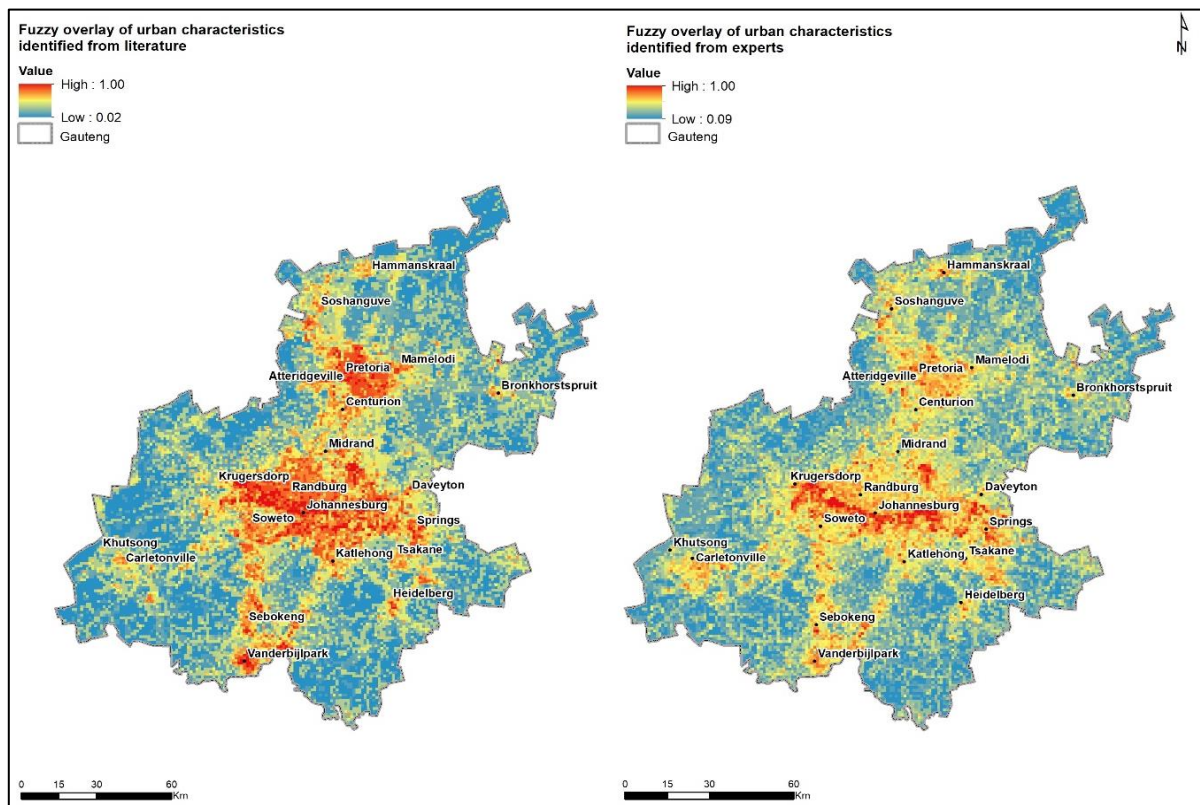 Fuzzy overlay of urban characteristics
identified from literature
Value
High : 1.00
Low : 0.02
Gauteng
Hammanskraal
Soshanguve
Mamelodi
Pretoria
Atteridgeville
Bronkhorstspruit
Centurion
Midrand
Krugersdorp
Randburg
Daveyton
Johannesburg
Soweto
Springs
Khutsong
Katlehong
Tsakane
Carletonville
Heidelberg
Sebokeng
Vanderbijlpark
0 15 30 60
Km
Fuzzy overlay of urban characteristics
identified from experts
N
Value
High : 1.00
Low : 0.09
Gauteng
Hammanskraal
Soshanguve
Mamelodi
Pretoria
Atteridgeville
Bronkhorstspruit
Centurion
Midrand
Krugersdorp
Randburg
Daveyton
Johannesburg
Soweto
Springs
Khutsong
Katlehong
Tsakane
Carletonville
Heidelberg
Sebokeng
Vanderbijlpark
0 15 30 60
Km